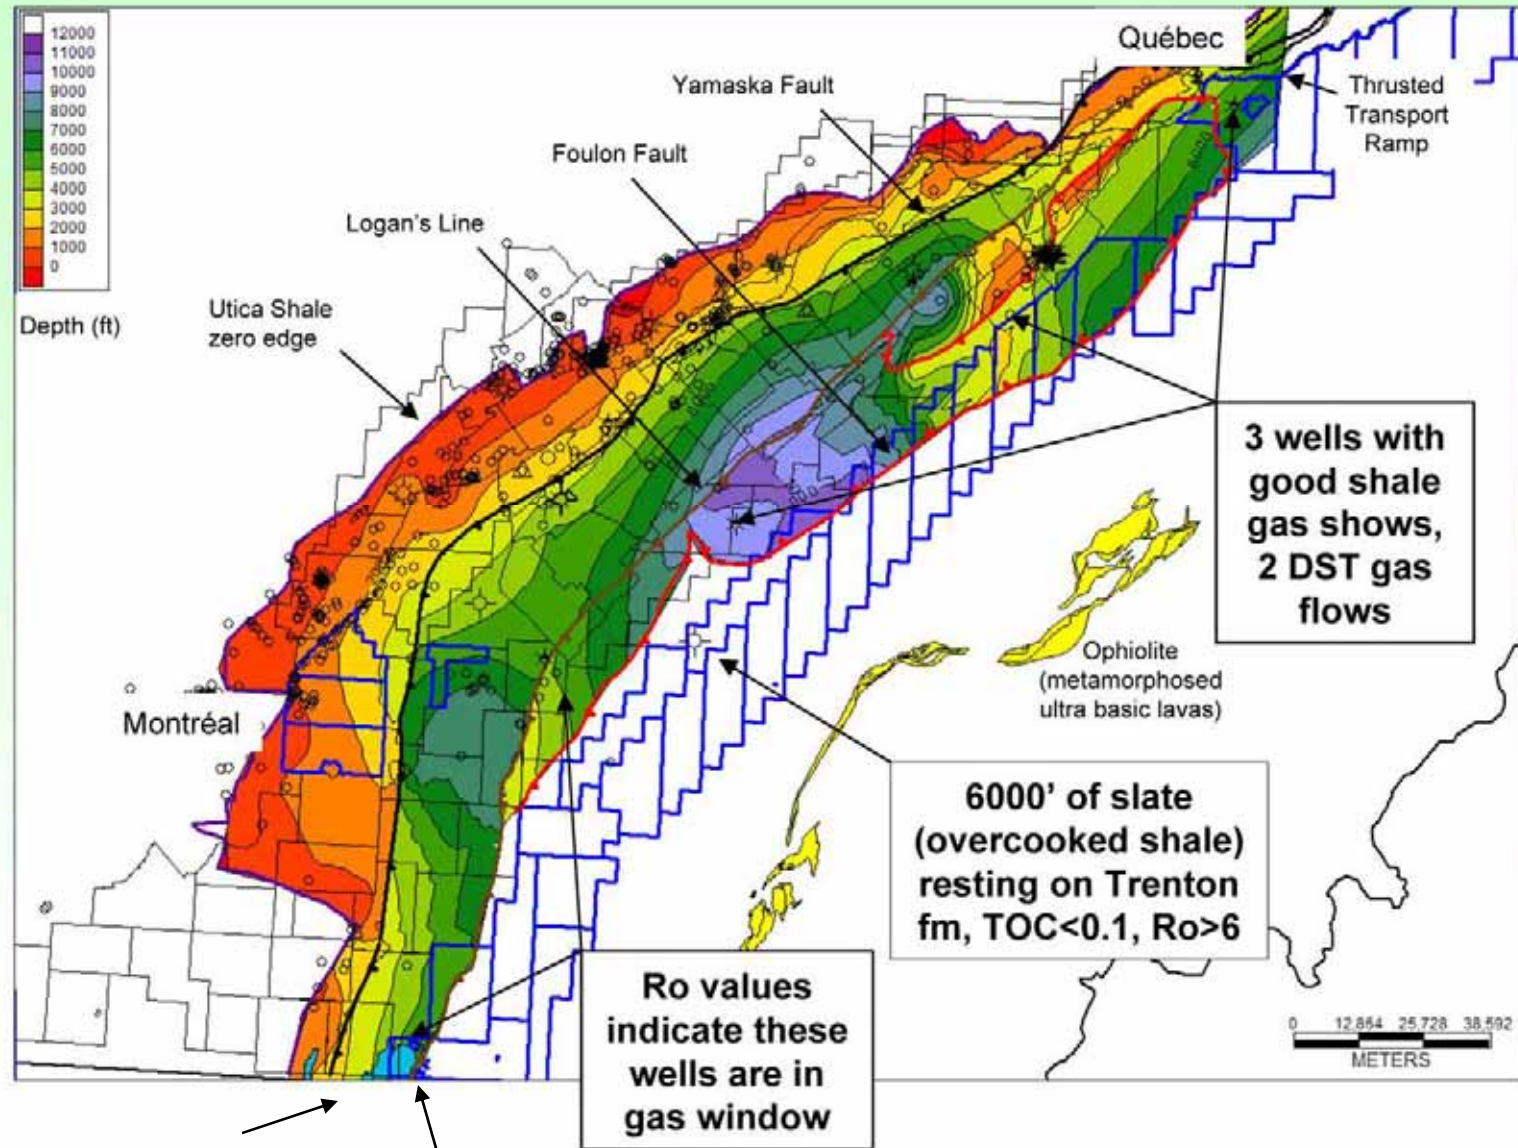 12000
11000
10000
9000
8000
7000
6000
5000
4000
3000
2000
1000
0
Depth (ft)
Québec
Yamaska Fault
Thrusted
Transport
Ramp
Foulon Fault
Logan's Line
Utica Shale
zero edge
3 wells with
good shale
gas shows,
2 DST gas
flows
Ophiolite
(metamorphosed
ultra basic lavas)
Montréal
6000' of slate
(overcooked shale)
resting on Trenton
fm, TOC<0.1, Ro>6
Ro values
indicate these
wells are in
gas window
0 12,864 25,728 38,592
METERS